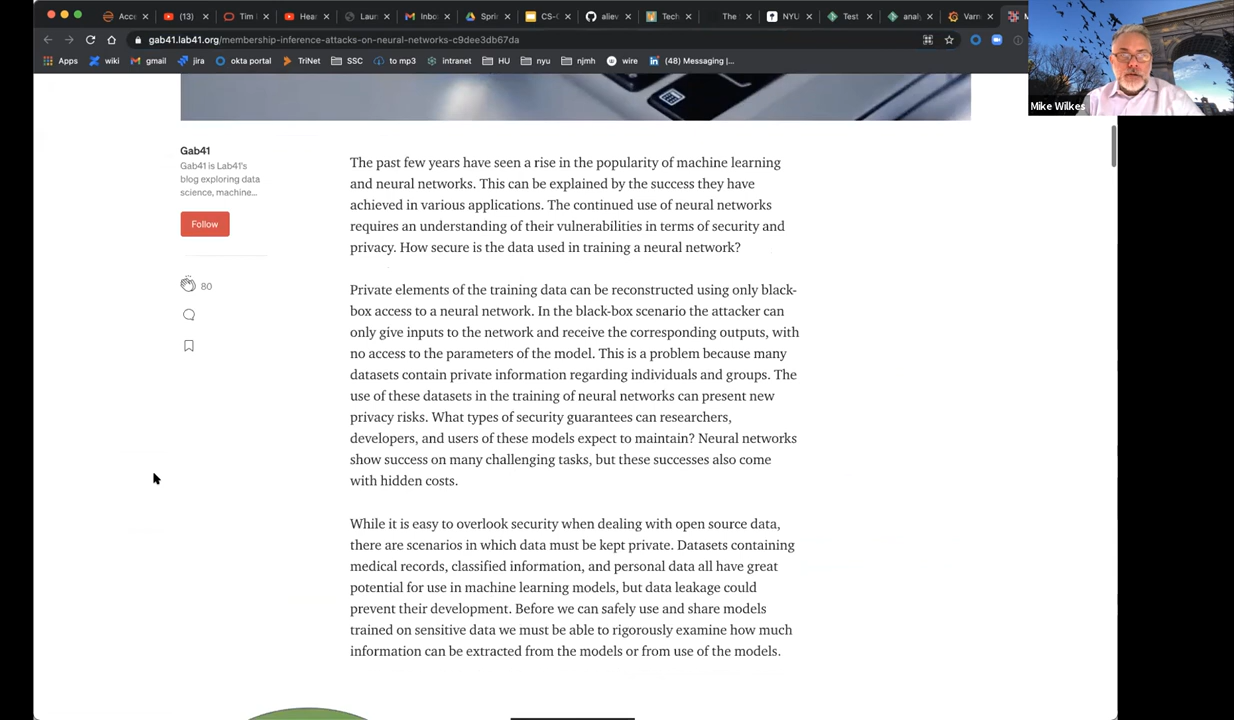 Acce
(13)
Tim
Hear
Laun
Inbo
Sprin
CS-C
aliev
Tech
The
NYU
Test
analy
Varn
M
gab41.lab41.org/membership-inference-attacks-on-neural-networks-c9dee3db67da
Apps wiki gmail jira okta portal TriNet SSC to mp3 intranet HU nyu njmh wire (48) Messaging |...
Mike Wilkes
Gab41
Gab41 is Lab41's
blog exploring data
science, machine...
Follow
80
The past few years have seen a rise in the popularity of machine learning
and neural networks. This can be explained by the success they have
achieved in various applications. The continued use of neural networks
requires an understanding of their vulnerabilities in terms of security and
privacy. How secure is the data used in training a neural network?
Private elements of the training data can be reconstructed using only black-
box access to a neural network. In the black-box scenario the attacker can
only give inputs to the network and receive the corresponding outputs, with
no access to the parameters of the model. This is a problem because many
datasets contain private information regarding individuals and groups. The
use of these datasets in the training of neural networks can present new
privacy risks. What types of security guarantees can researchers,
developers, and users of these models expect to maintain? Neural networks
show success on many challenging tasks, but these successes also come
with hidden costs.
While it is easy to overlook security when dealing with open source data,
there are scenarios in which data must be kept private. Datasets containing
medical records, classified information, and personal data all have great
potential for use in machine learning models, but data leakage could
prevent their development. Before we can safely use and share models
trained on sensitive data we must be able to rigorously examine how much
information can be extracted from the models or from use of the models.